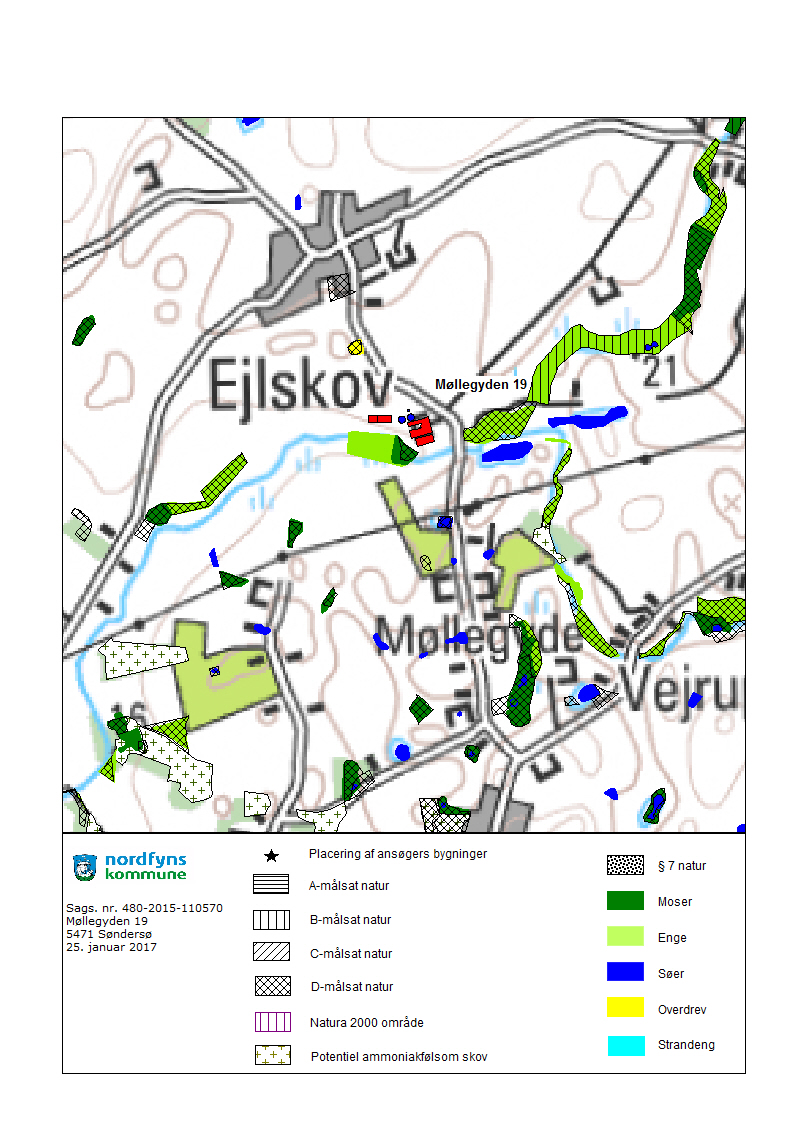 Ejlskov
Møllegyden 19
21
Møllegyde
Vejru
16
nordfyns
kommune
Sags. nr. 480-2015-110570
Møllegyden 19
5471 Søndersø
25. januar 2017
Placering af ansøgers bygninger
A-målsat natur
B-målsat natur
C-målsat natur
D-målsat natur
Natura 2000 område
Potentiel ammoniakfølsom skov
§ 7 natur
Moser
Enge
Søer
Overdrev
Strandeng